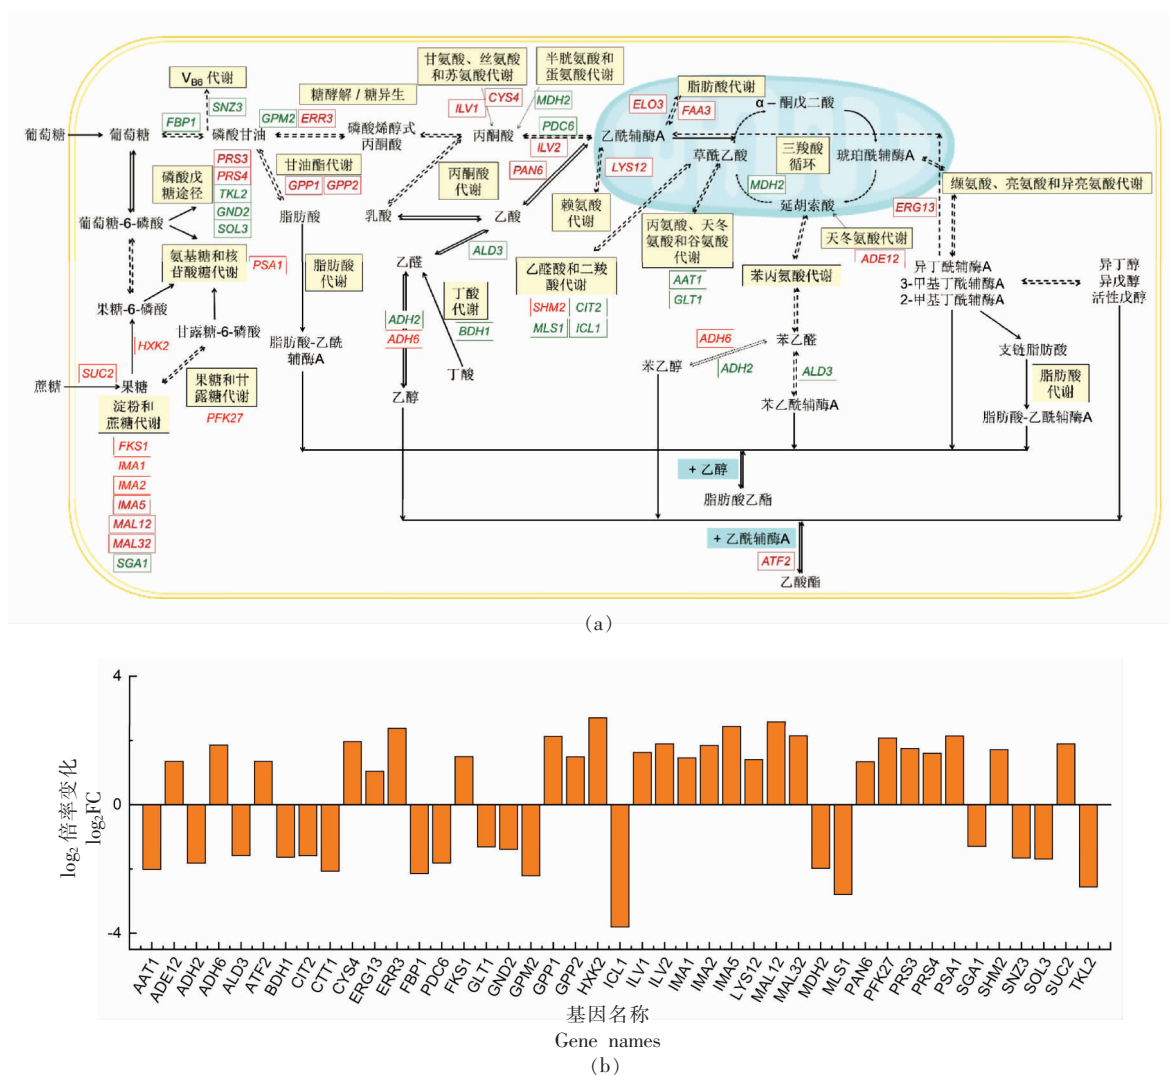 V_B6 代谢
SNZ3
FBP1
葡萄糖
葡萄糖
磷酸甘油
GPM2
ERR3
糖酵解 / 糖异生
磷酸烯醇式
丙酮酸
甘氨酸、丝氨酸
和苏氨酸代谢
半胱氨酸和
蛋氨酸代谢
ILV1
CYS4
MDH2
丙酮酸
PDC6
ILV2
PAN6
ELO3
FAA3
脂肪酸代谢
α – 酮戊二酸
乙酰辅酶A
草酰乙酸
三羧酸
循环
琥珀酰辅酶A
MDH2
延胡索酸
LYS12
赖氨酸
代谢
ERG13
缬氨酸、亮氨酸和异亮氨酸代谢
天冬氨酸代谢
ADE12
磷酸戊
糖途径
PRS3
PRS4
TKL2
GND2
SOL3
甘油酯代谢
GPP1
GPP2
脂肪酸
丙酮酸
代谢
乳酸
乙酸
葡萄糖-6-磷酸
氨基糖和核
苷酸糖代谢
PSA1
脂肪酸
代谢
乙醛
ALD3
乙醛酸和二羧
酸代谢
SHM2
CIT2
MLS1
ICL1
丙氨酸、天冬
氨酸和谷氨酸
代谢
AAT1
GLT1
苯丙氨酸代谢
异丁酰辅酶A
3-甲基丁酰辅酶A
2-甲基丁酰辅酶A
异丁醇
异戊醇
活性戊醇
果糖-6-磷酸
甘露糖-6-磷酸
HXK2
脂肪酸-乙酰
辅酶A
ADH2
ADH6
丁酸
代谢
BDH1
丁酸
乙醇
ADH6
ADH2
苯乙醇
苯乙醛
ALD3
苯乙酰辅酶A
支链脂肪酸
脂肪酸
代谢
脂肪酸-乙酰辅酶A
SUC2
蔗糖
果糖
果糖和甘
露糖代谢
PFK27
淀粉和
蔗糖代谢
FKS1
IMA1
IMA2
IMA5
MAL12
MAL32
SGA1
+ 乙醇
脂肪酸乙酯
+ 乙酰辅酶A
ATF2
乙酸酯
(a)
4
0
-4
log₂ 倍率变化
log₂FC
AAT1
ADE12
ADH2
ADH6
ALD3
ATF2
BDH1
CIT2
CTT1
CYS4
ERG13
ERR3
FBP1
PDC6
FKS1
GLT1
GND2
GPM2
GPP1
GPP2
HXK2
ICL1
ILV1
ILV2
IMA1
IMA2
IMA5
LYS12
MAL12
MAL32
MDH2
MLS1
PAN6
PFK27
PRS3
PRS4
PSA1
SGA1
SHM2
SNZ3
SOL3
SUC2
TKL2
基因名称
Gene names
(b)